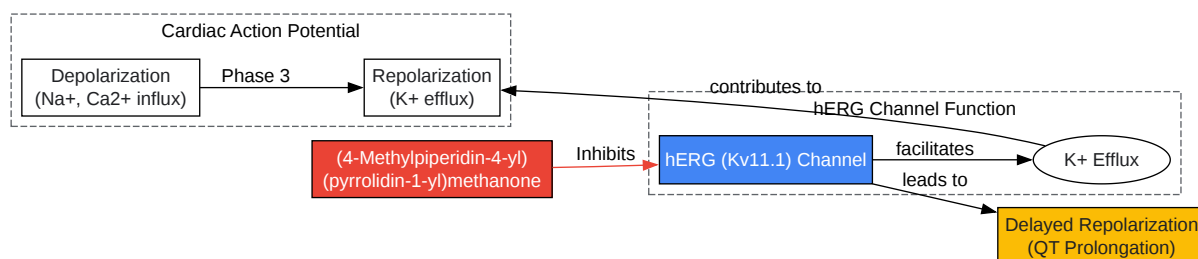 Cardiac Action Potential
Depolarization
(Na+, Ca2+ influx)
Phase 3
Repolarization
(K+ efflux)
contributes to
hERG Channel Function
(4-Methylpiperidin-4-yl)
(pyrrolidin-1-yl)methanone
Inhibits
hERG (Kv11.1) Channel
facilitates
K+ Efflux
leads to
Delayed Repolarization
(QT Prolongation)